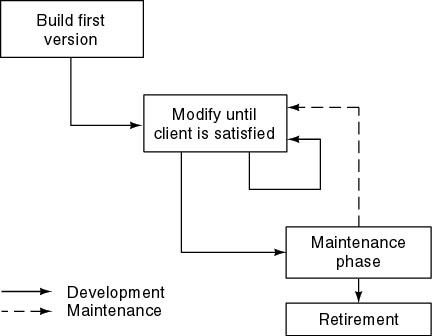 Build first
version
Modify until
client is satisfied
Maintenance
phase
Development
Maintenance
Retirement